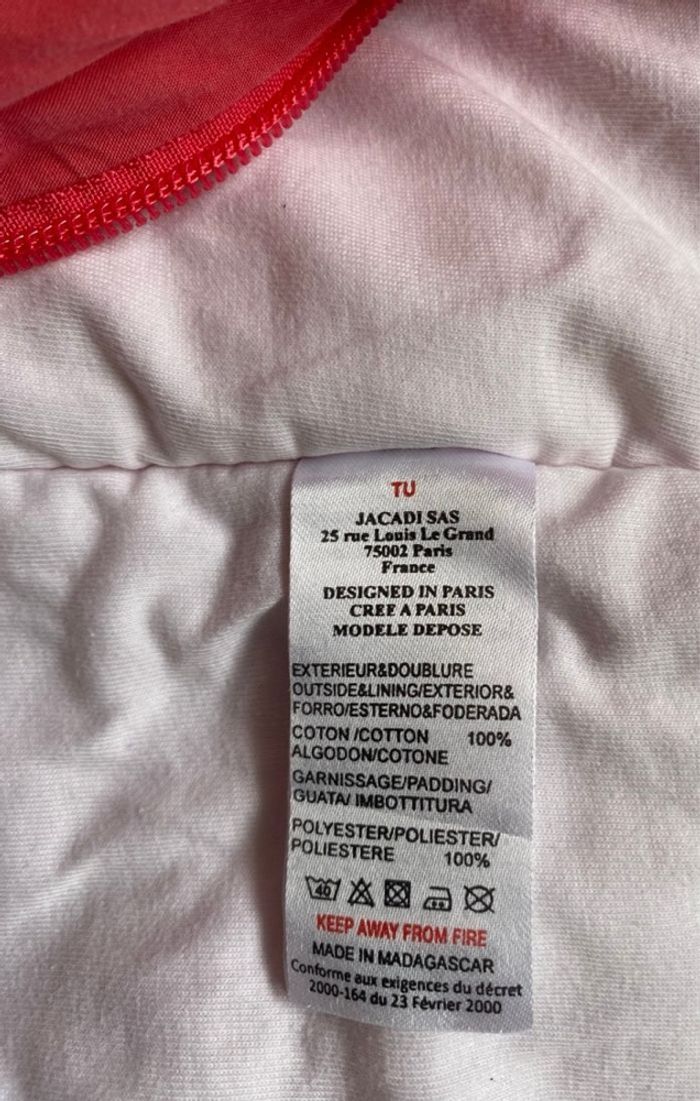 TU
JACADI SAS
25 rue Louis Le Grand
75002 Paris
France
DESIGNED IN PARIS
CREE A PARIS
MODELE DEPOSE
EXTERIEUR&DOUBLURE
OUTSIDE&LINING/EXTERIOR&
FORRO/ESTERNO&FODERADA
COTON /COTTON 100%
ALGODON/COTONE
GARNISSAGE/PADDING/
GUATA/ IMBOTTITURA
POLYESTER/POLIESTER/
POLIESTERE 100%
40
KEEP AWAY FROM FIRE
MADE IN MADAGASCAR
Conforme aux exigences du décret
2000-164 du 23 Février 2000